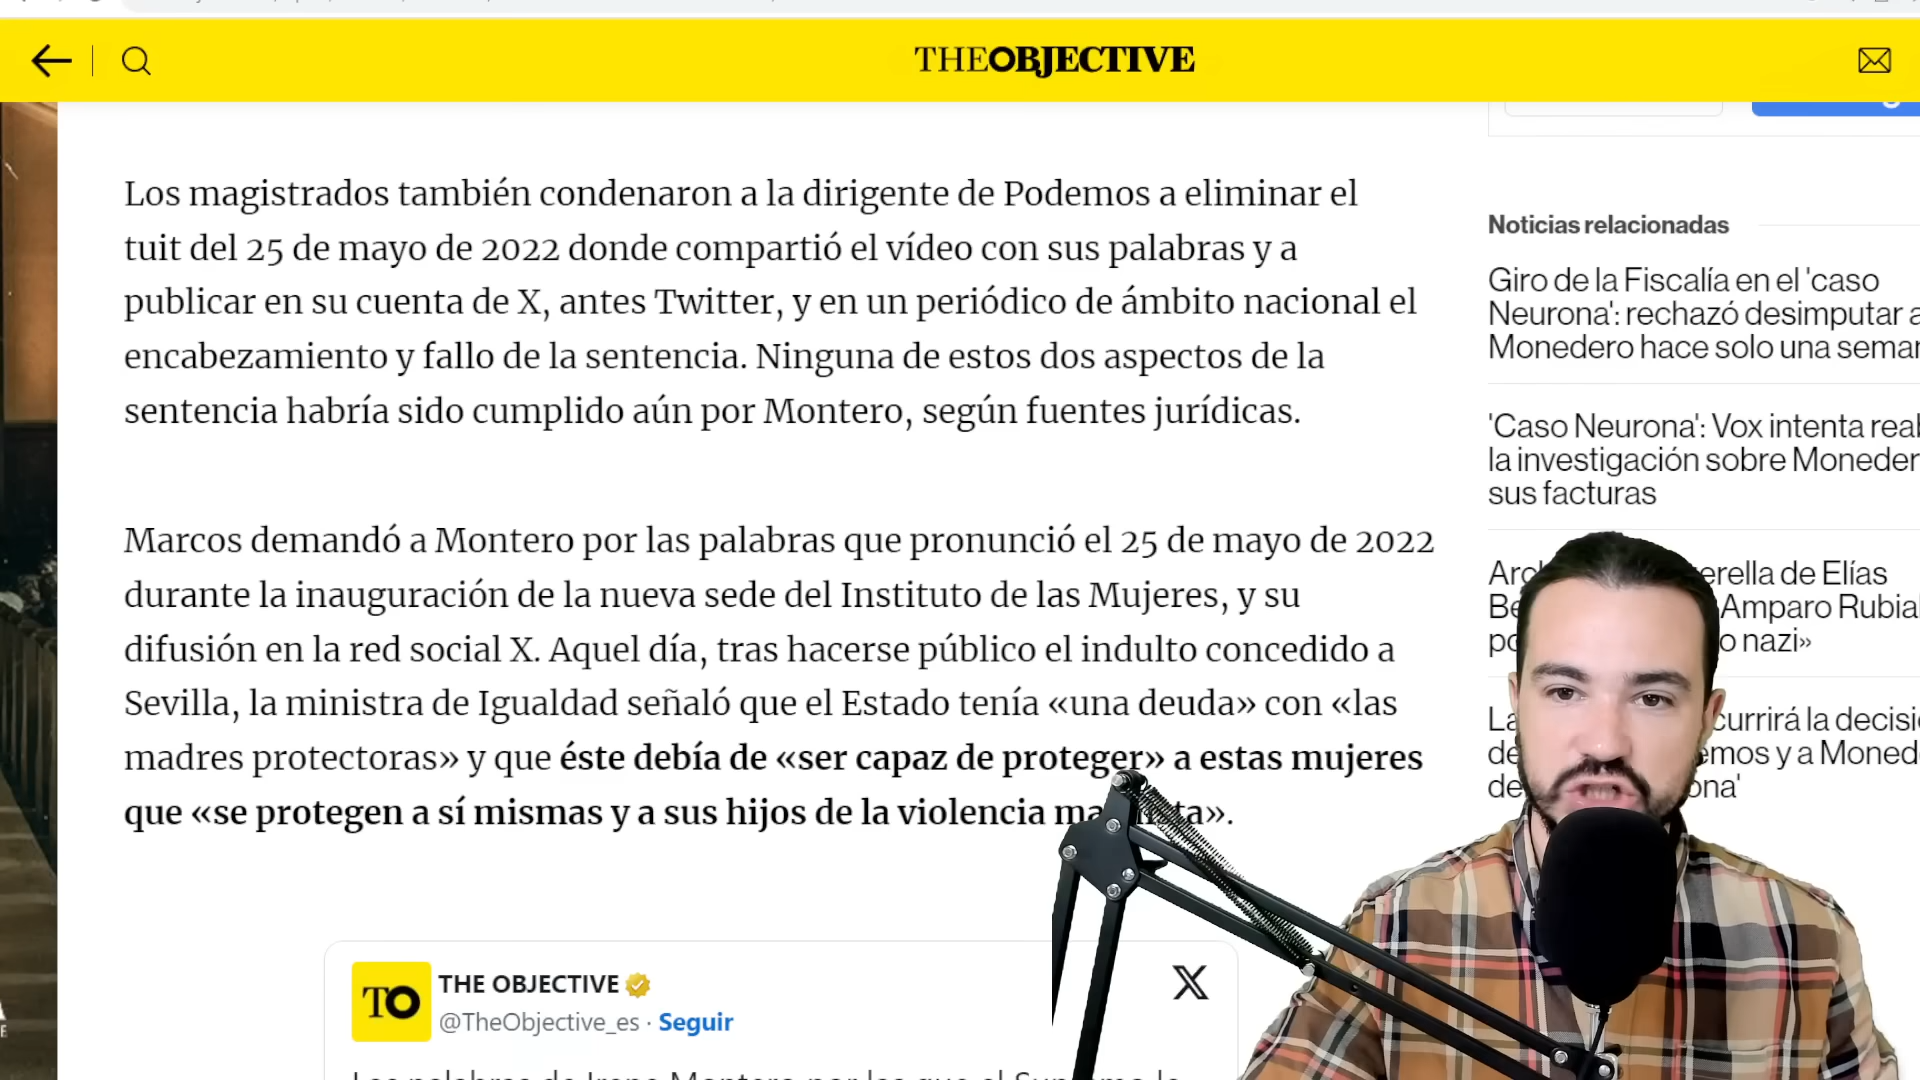 THEOBJECTIVE
Los magistrados también condenaron a la dirigente de Podemos a eliminar el
tuit del 25 de mayo de 2022 donde compartió el vídeo con sus palabras y a
publicar en su cuenta de X, antes Twitter, y en un periódico de ámbito nacional el
encabezamiento y fallo de la sentencia. Ninguna de estos dos aspectos de la
sentencia habría sido cumplido aún por Montero, según fuentes jurídicas.
Marcos demandó a Montero por las palabras que pronunció el 25 de mayo de 2022
durante la inauguración de la nueva sede del Instituto de las Mujeres, y su
difusión en la red social X. Aquel día, tras hacerse público el indulto concedido a
Sevilla, la ministra de Igualdad señaló que el Estado tenía «una deuda» con «las
madres protectoras» y que éste debía de «ser capaz de proteger» a estas mujeres
que «se protegen a sí mismas y a sus hijos de la violencia
TO
THE OBJECTIVE
@TheObjective_es · Seguir
X
Noticias relacionadas
Giro de la Fiscalía en el 'caso
Neurona': rechazó desimputar a
Monedero hace solo una
'Caso Neurona': Vox intenta
la investigación sobre
sus facturas
de Elías
Amparo
nazi»
la
y a